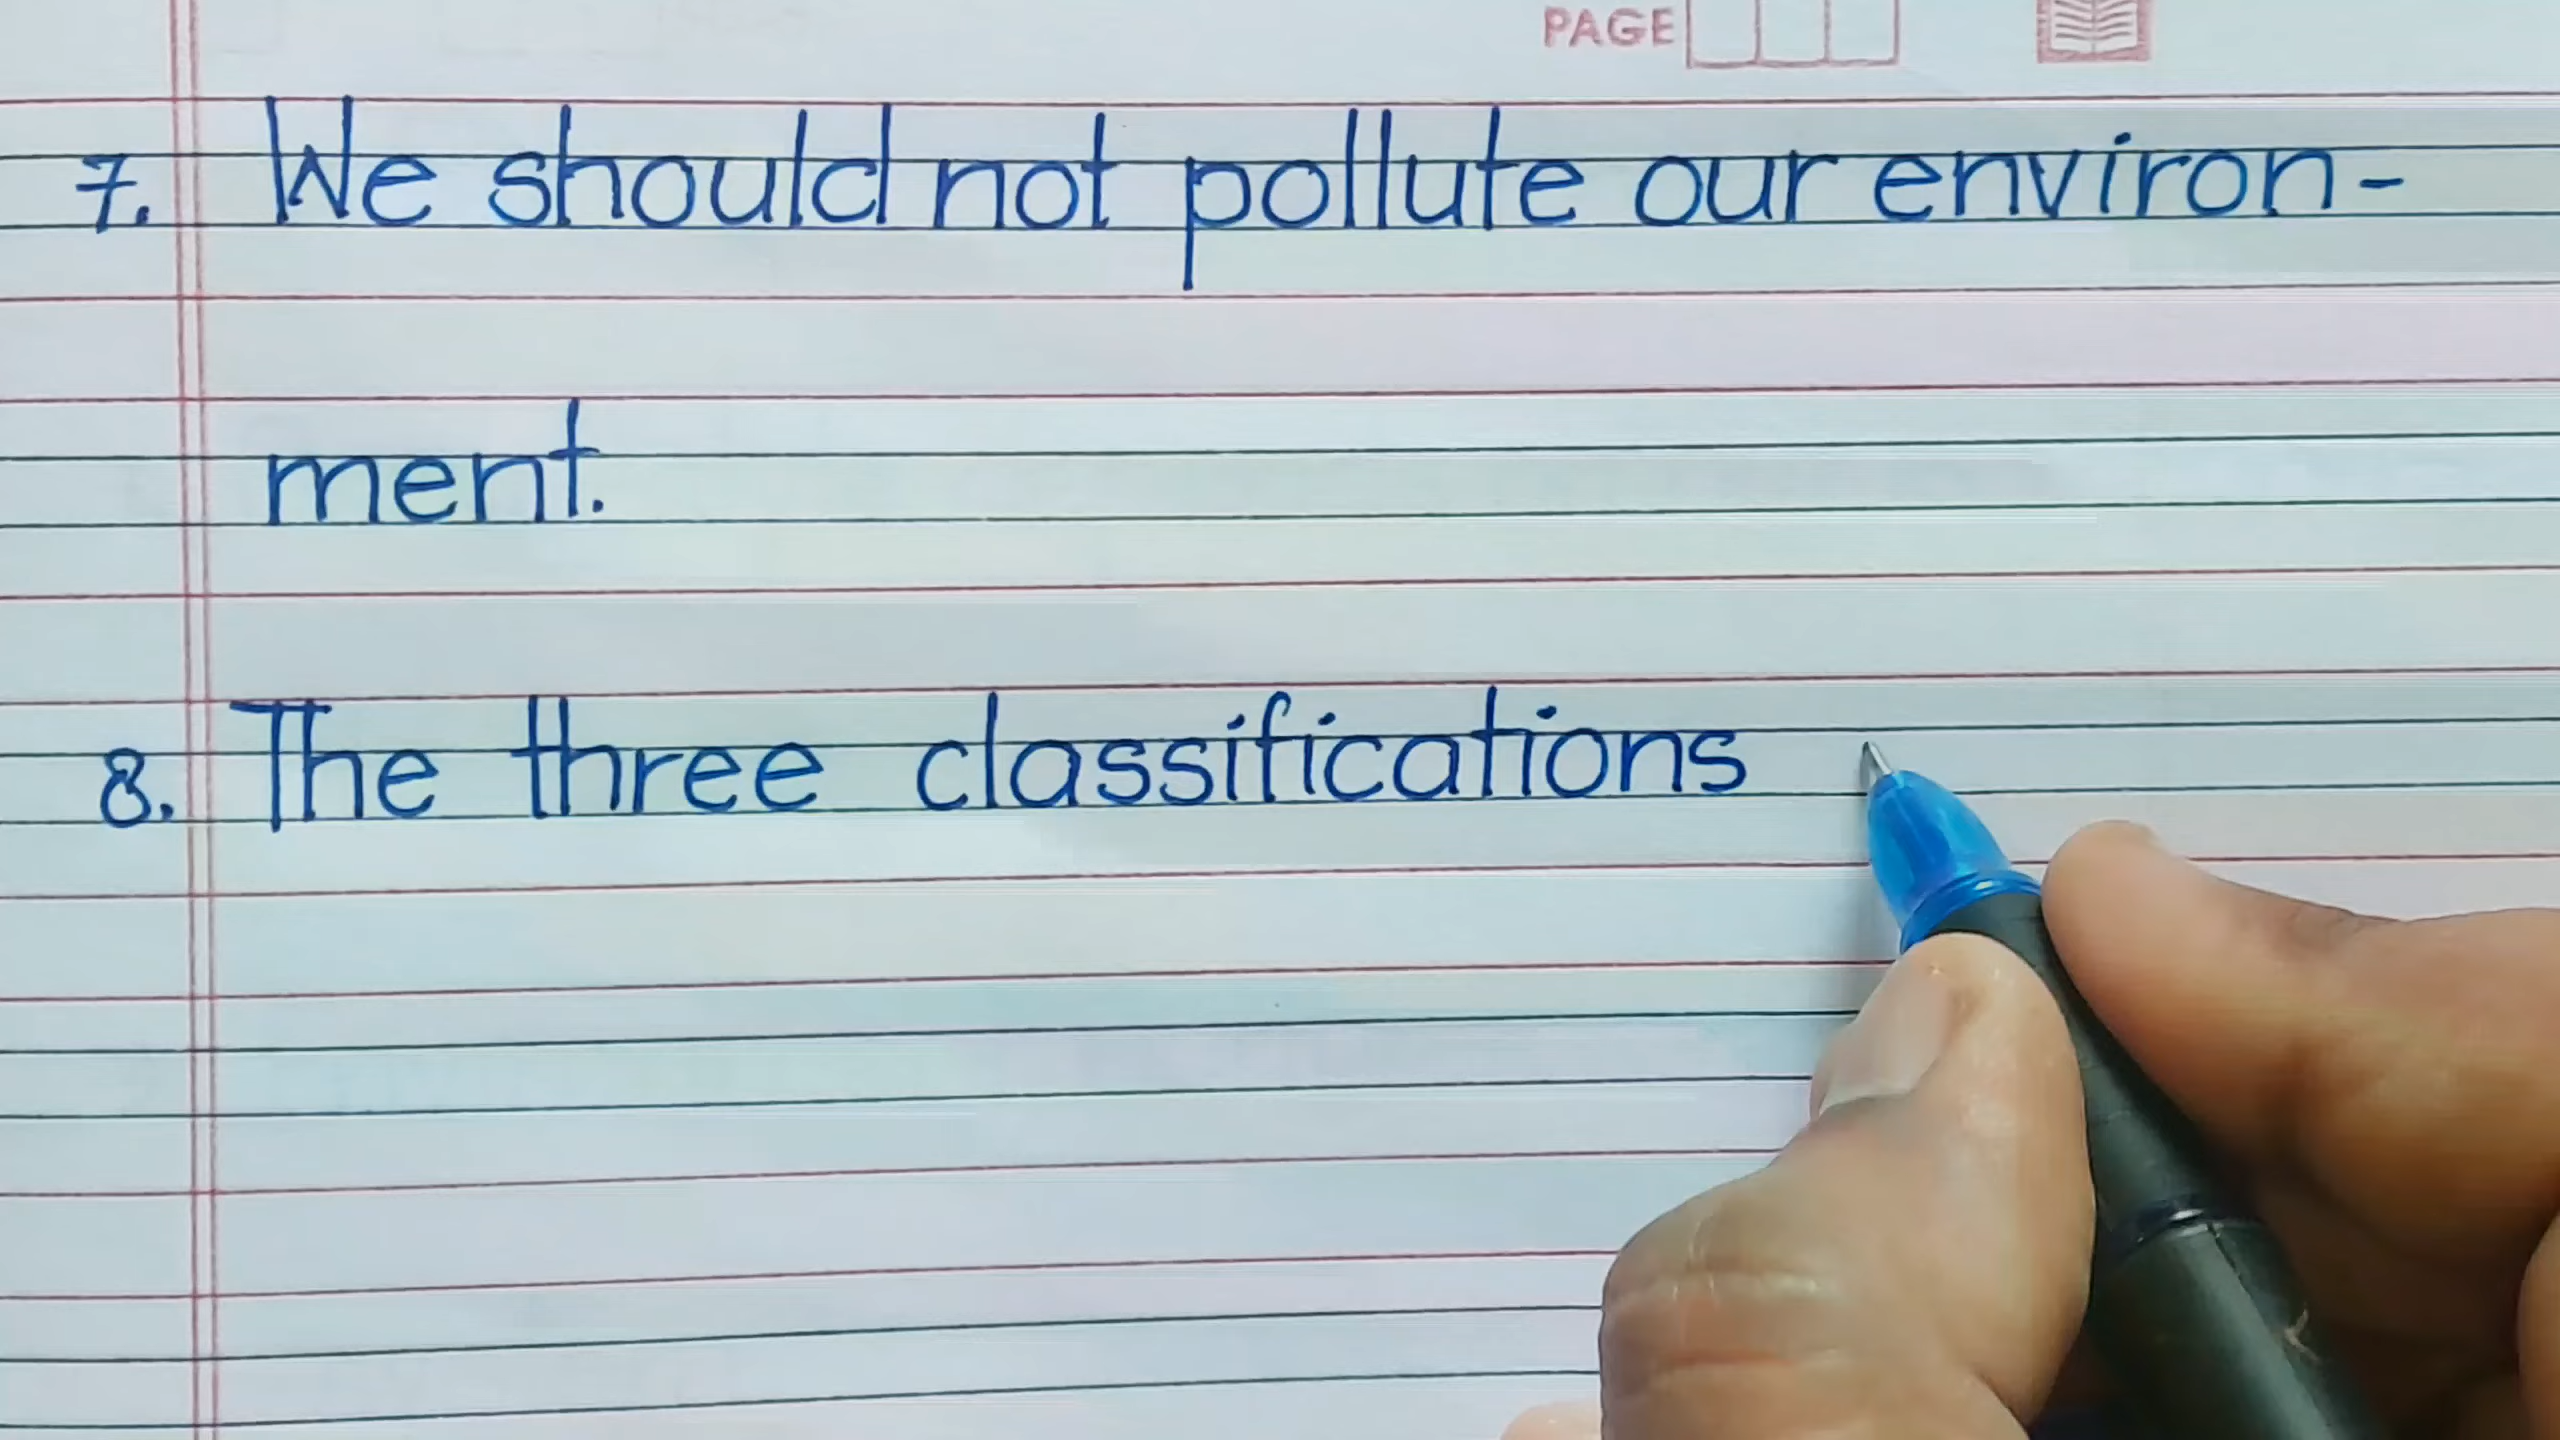 PAGE
7. We should not pollute our environ-
ment.
8. The three classifications